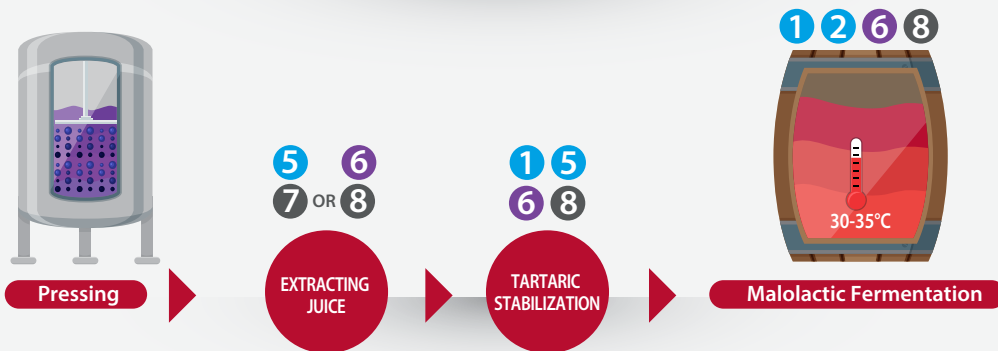 1 2 6 8
5 6
7 OR 8
1 5
6 8
30-35°C
Pressing
EXTRACTING
JUICE
TARTARIC
STABILIZATION
Malolactic Fermentation